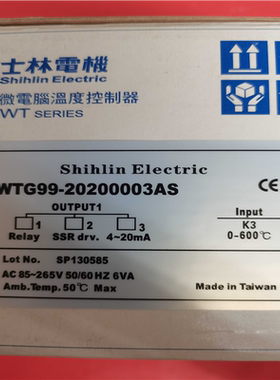 士林電機
Shihlin Electric
微電腦溫度控制器
WT SERIES
Shihlin Electric
WTG99-20200003AS
OUTPUT1
1 2 3
Relay SSR drv. 4~20mA
Input
K3
0-600℃
Lot No. SP130585
AC 85~265V 50/60 HZ 6VA
Amb.Temp. 50℃ Max
Made in Taiwan
CE